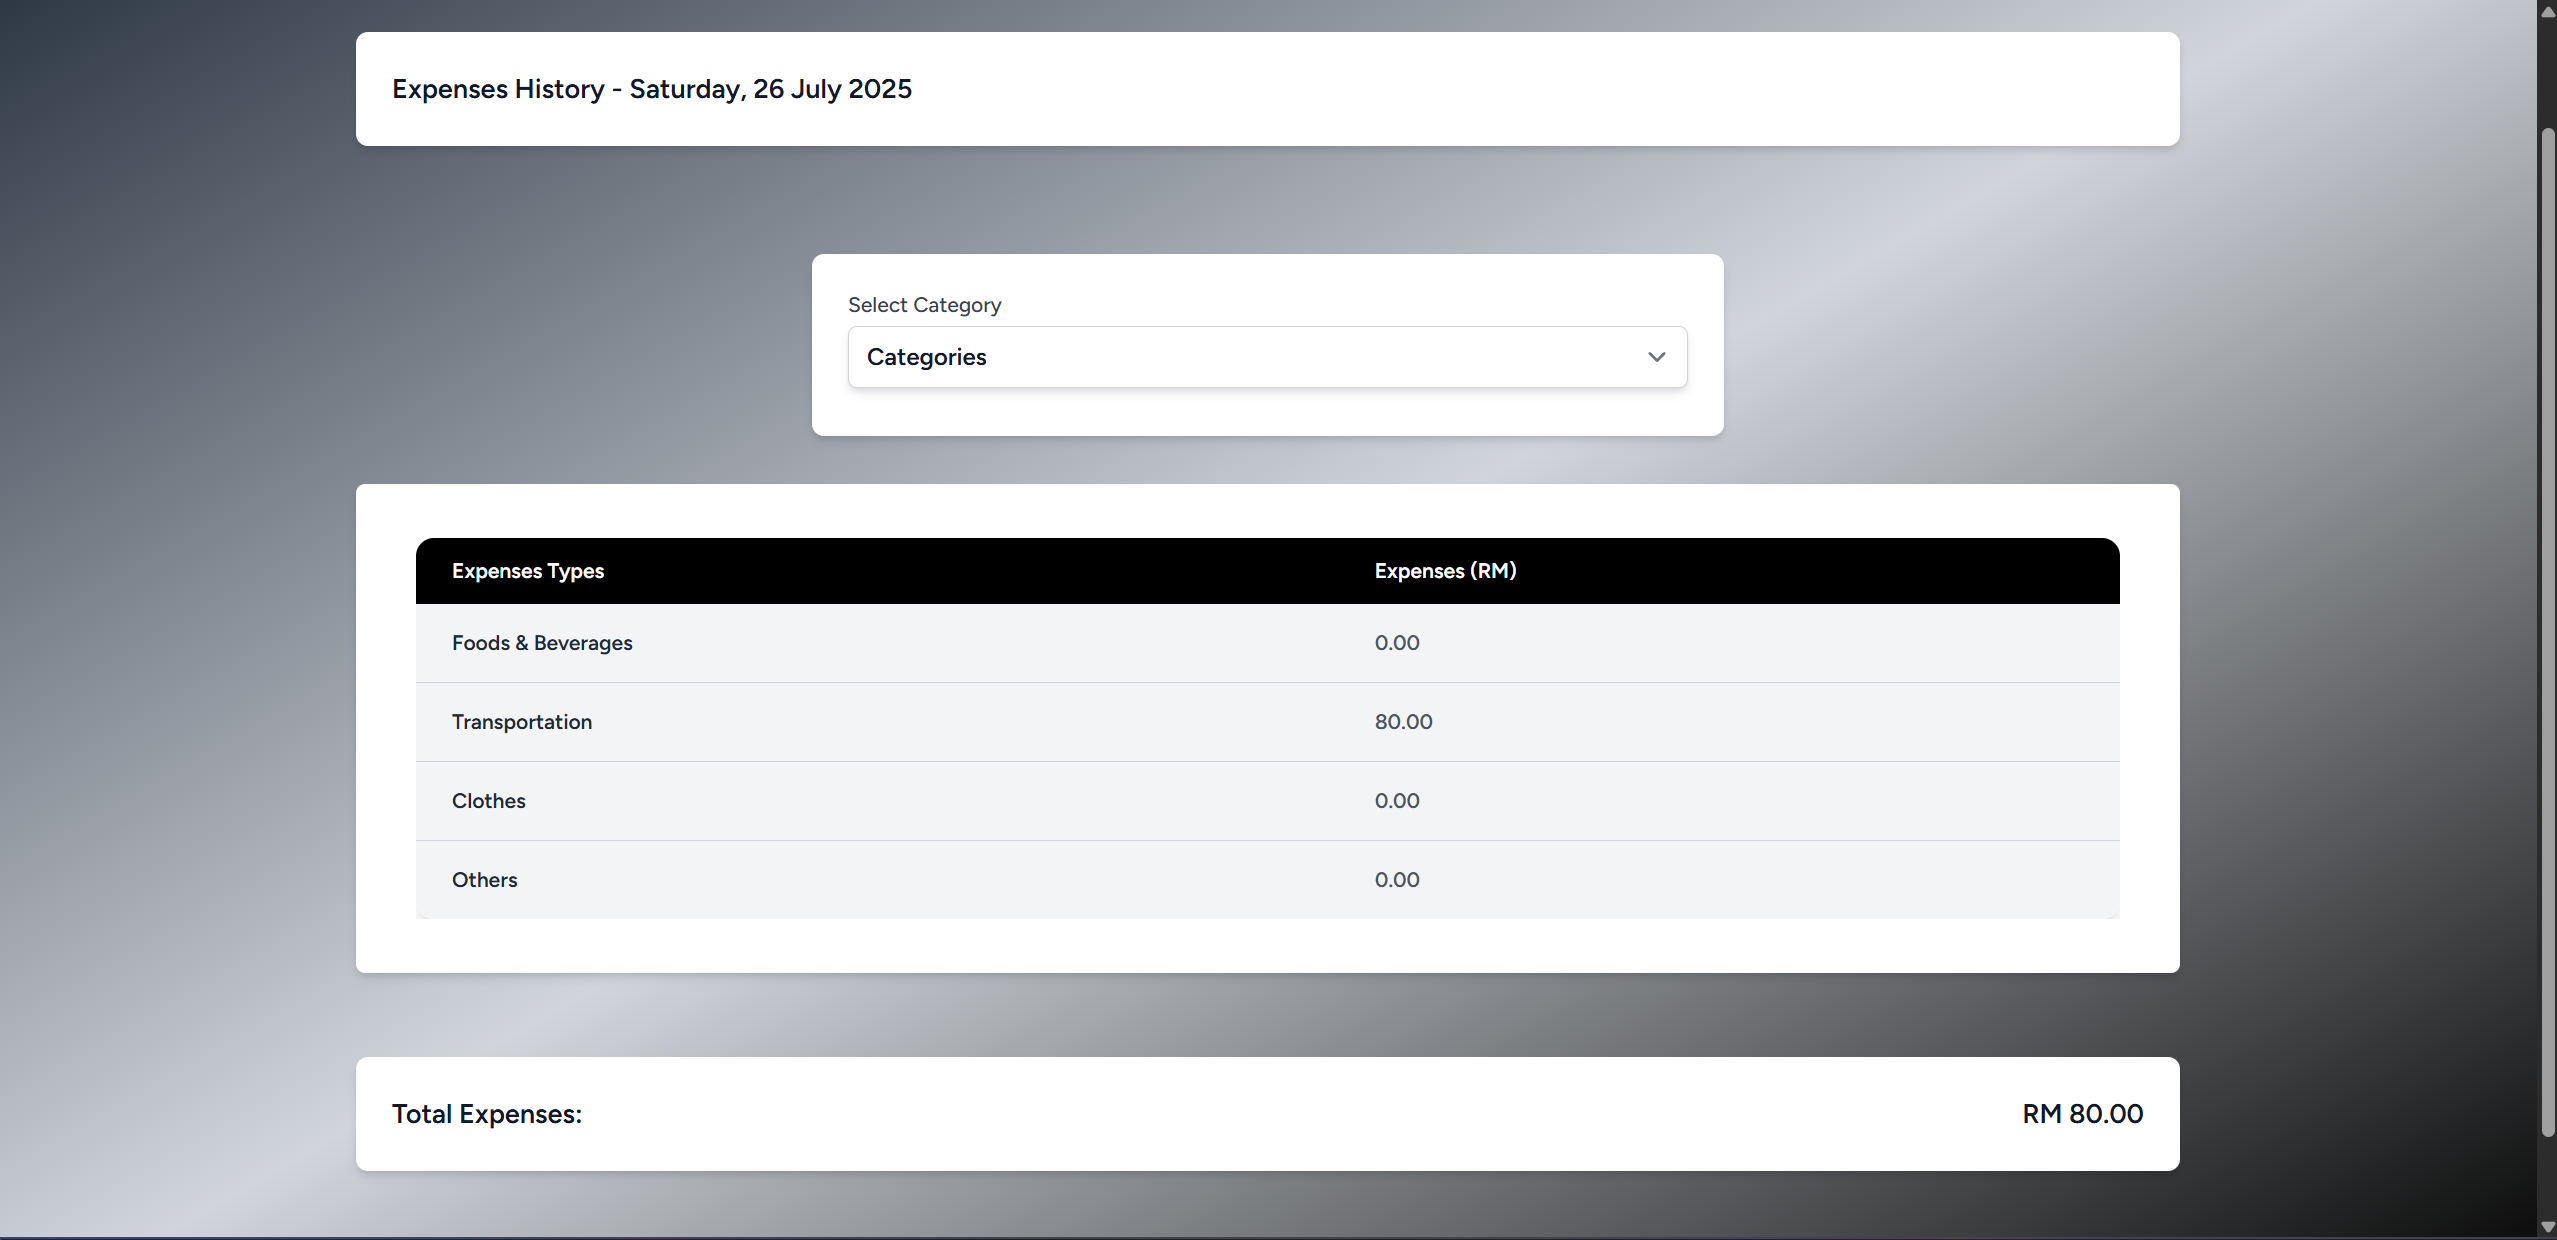 Expenses History - Saturday, 26 July 2025
Select Category
Categories
Expenses Types Expenses (RM)
Foods & Beverages 0.00
Transportation 80.00
Clothes 0.00
Others 0.00
Total Expenses: RM 80.00